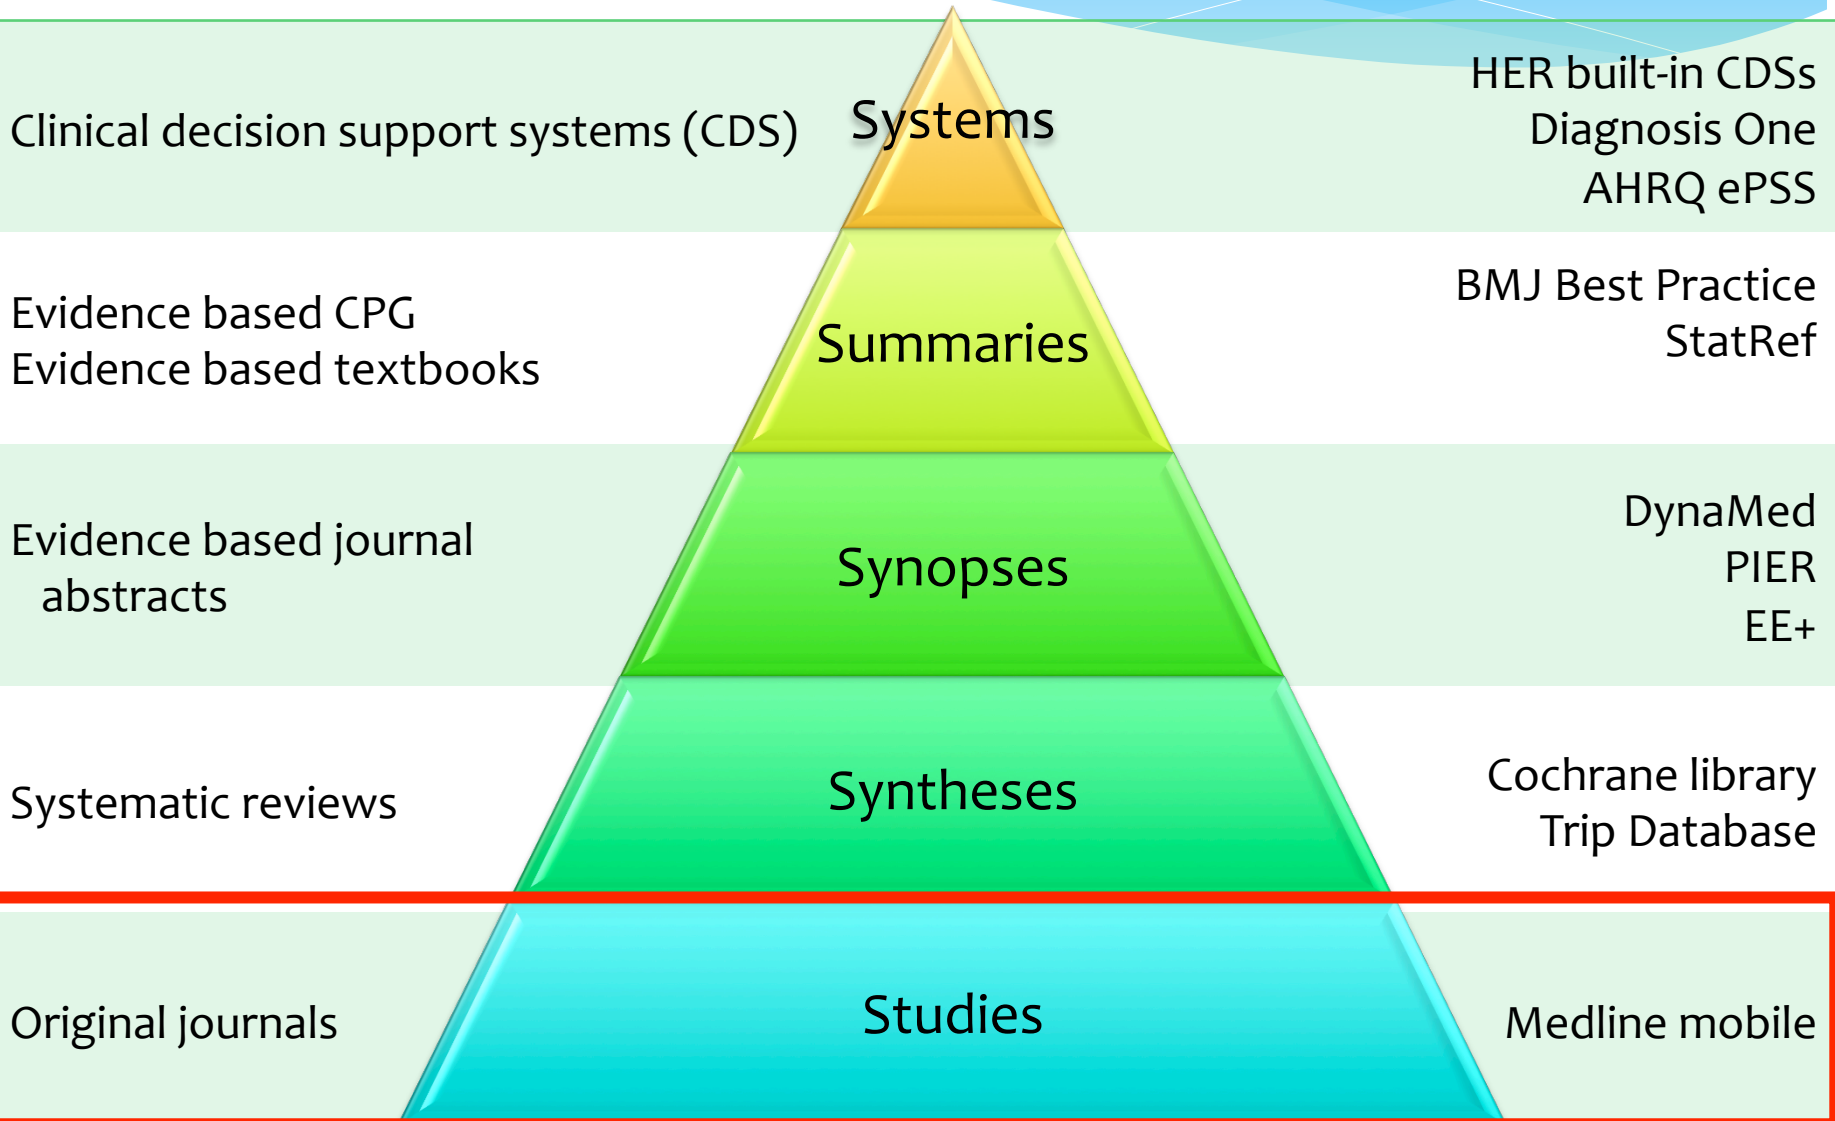 Clinical decision support systems (CDS)
Systems
HER built-in CDSs
Diagnosis One
AHRQ ePSS
Evidence based CPG
Evidence based textbooks
Summaries
BMJ Best Practice
StatRef
Evidence based journal
abstracts
Synopses
DynaMed
PIER
EE+
Systematic reviews
Syntheses
Cochrane library
Trip Database
Original journals
Studies
Medline mobile